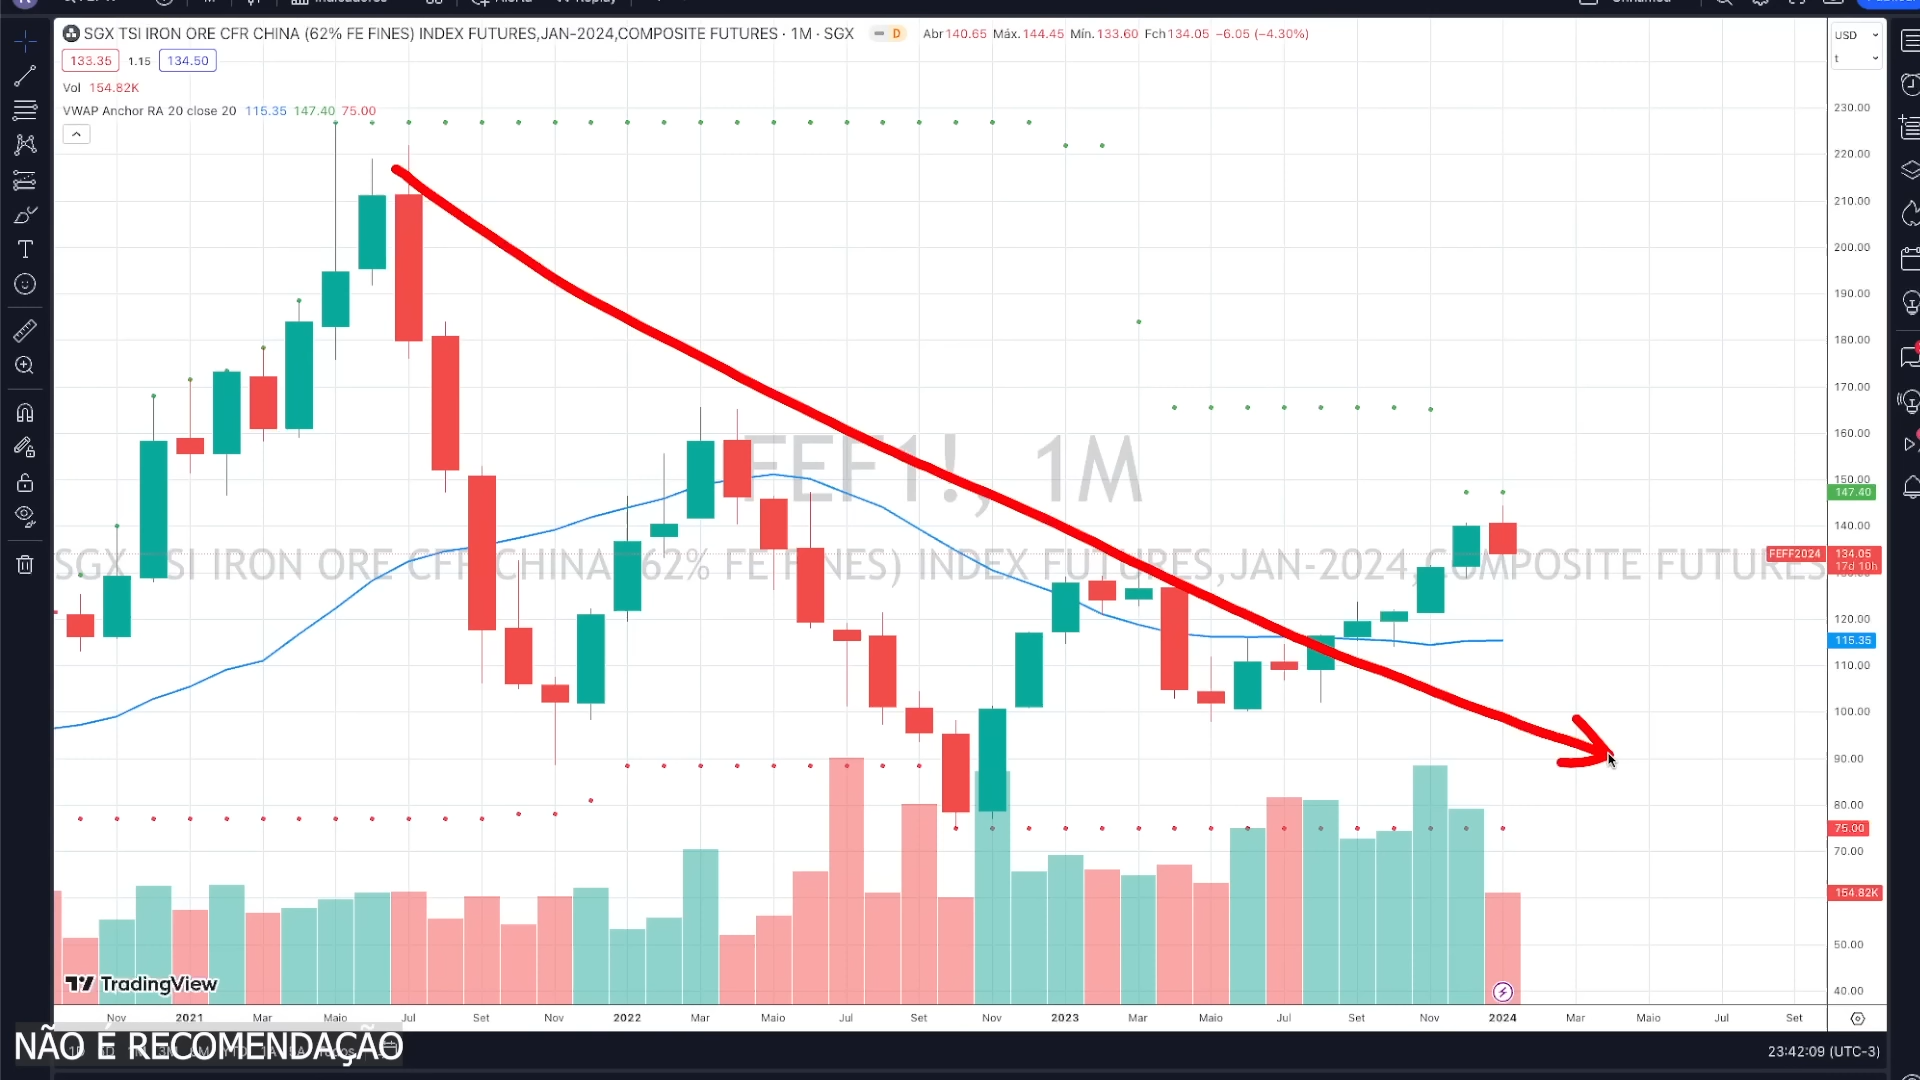 SGX TSI IRON ORE CFR CHINA (62% FE FINES) INDEX FUTURES,JAN-2024,COMPOSITE FUTURES · 1M · SGX D Abr140.65 Máx.144.45 Mín.133.60 Fch134.05 −6.05 (−4.30%)
133.35 1.15 134.50
Vol 154.82K
VWAP Anchor RA 20 close 20 115.35 147.40 75.00
USD
t
230.00
220.00
210.00
200.00
190.00
180.00
170.00
160.00
150.00
147.40
140.00
FEFF2024 134.05
17d 10h
120.00
115.35
110.00
100.00
90.00
80.00
75.00
70.00
154.82K
50.00
40.00
FEF1!, 1M
SGX TSI IRON ORE CFR CHINA (62% FE FINES) INDEX FUTURES,JAN-2024,COMPOSITE FUTURES
TradingView
Nov 2021 Mar Maio Jul Set Nov 2022 Mar Maio Jul Set Nov 2023 Mar Maio Jul Set Nov 2024 Mar Maio Jul Set
NÃO É RECOMENDAÇÃO
23:42:09 (UTC-3)